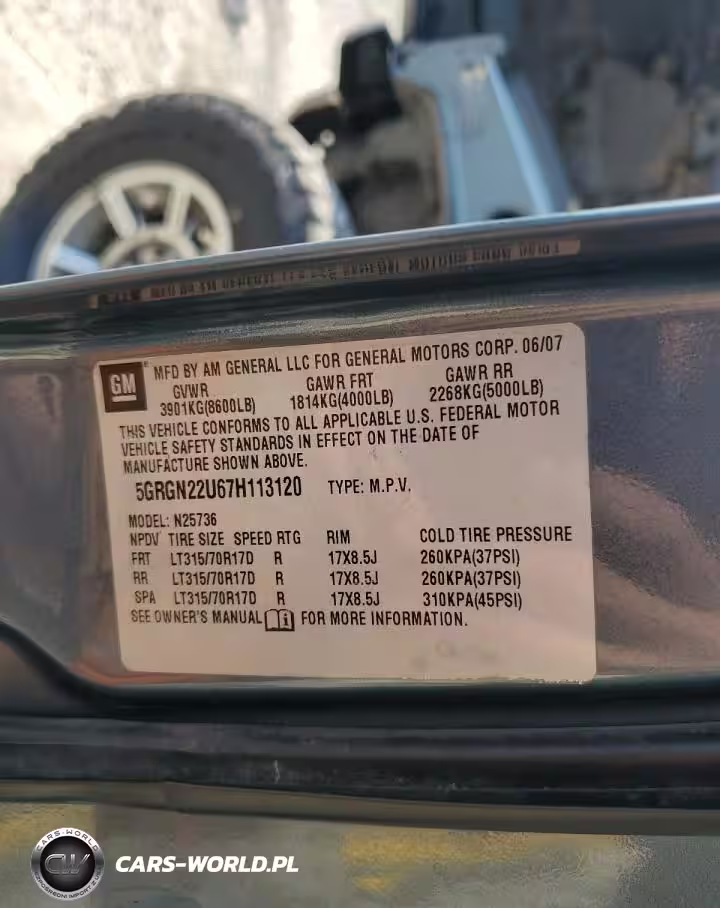 GM
MFD BY AM GENERAL LLC FOR GENERAL MOTORS CORP. 06/07
GVWR GAWR FRT GAWR RR
3901KG(8600LB) 1814KG(4000LB) 2268KG(5000LB)
THIS VEHICLE CONFORMS TO ALL APPLICABLE U.S. FEDERAL MOTOR
VEHICLE SAFETY STANDARDS IN EFFECT ON THE DATE OF
MANUFACTURE SHOWN ABOVE.
5GRGN22U67H113120 TYPE: M.P.V.
MODEL: N25736
NPDV TIRE SIZE SPEED RTG RIM COLD TIRE PRESSURE
FRT LT315/70R17D R 17X8.5J 260KPA(37PSI)
RR LT315/70R17D R 17X8.5J 260KPA(37PSI)
SPA LT315/70R17D R 17X8.5J 310KPA(45PSI)
SEE OWNER'S MANUAL FOR MORE INFORMATION.
CARS-WORLD
CW
CARS-WORLD.PL